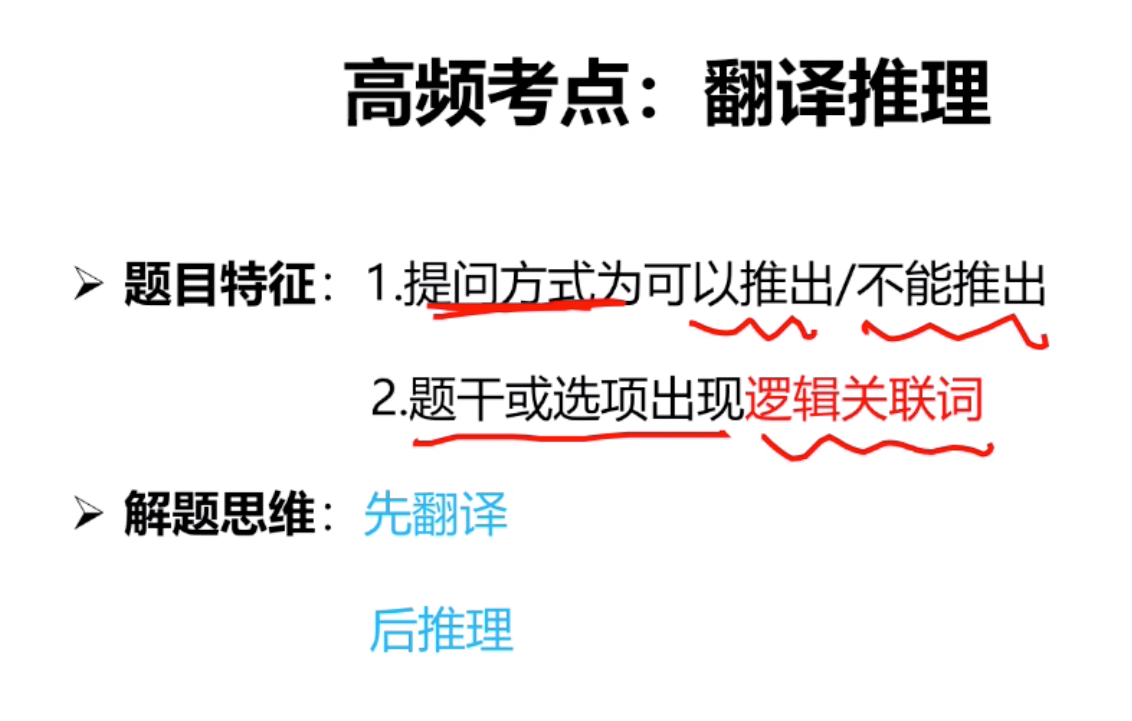 高频考点：翻译推理
➢ 题目特征：1.提问方式为可以推出/不能推出
2.题干或选项出现逻辑关联词
➢ 解题思维：先翻译
后推理